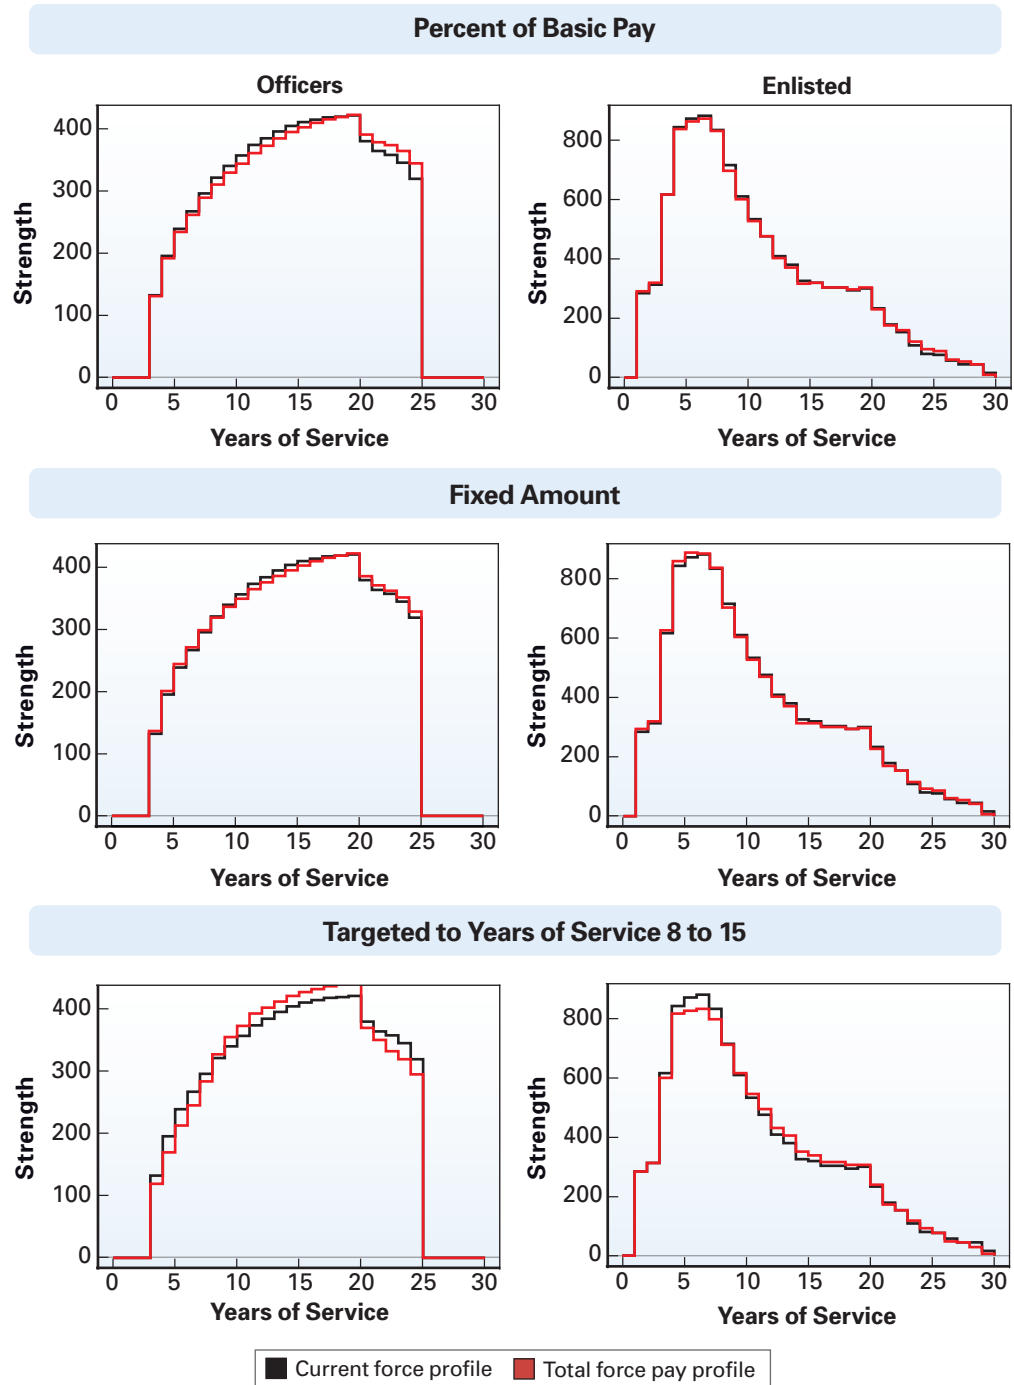 Percent of Basic Pay
Officers
Enlisted
Strength
400
300
200
100
0
0 5 10 15 20 25 30
Years of Service
Strength
800
600
400
200
0
0 5 10 15 20 25 30
Years of Service
Fixed Amount
Strength
400
300
200
100
0
0 5 10 15 20 25 30
Years of Service
Strength
800
600
400
200
0
0 5 10 15 20 25 30
Years of Service
Targeted to Years of Service 8 to 15
Strength
400
300
200
100
0
0 5 10 15 20 25 30
Years of Service
Strength
800
600
400
200
0
0 5 10 15 20 25 30
Years of Service
Current force profile Total force pay profile